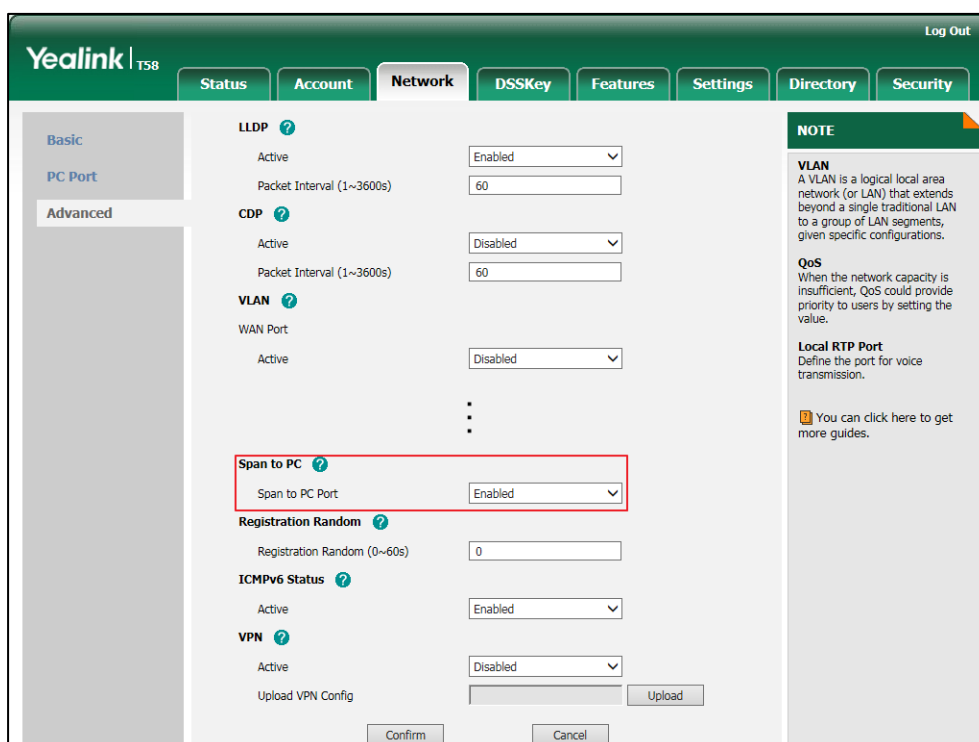 Log Out
Yealink T58
Status Account Network DSSKey Features Settings Directory Security
Basic
PC Port
Advanced
LLDP ?
Active Enabled
Packet Interval (1~3600s) 60
CDP ?
Active Disabled
Packet Interval (1~3600s) 60
VLAN ?
WAN Port
Active Disabled
Span to PC ?
Span to PC Port Enabled
Registration Random ?
Registration Random (0~60s) 0
ICMPv6 Status ?
Active Enabled
VPN ?
Active Disabled
Upload VPN Config Upload
Confirm Cancel
NOTE
VLAN
A VLAN is a logical local area
network (or LAN) that extends
beyond a single traditional LAN
to a group of LAN segments,
given specific configurations.
QoS
When the network capacity is
insufficient, QoS could provide
priority to users by setting the
value.
Local RTP Port
Define the port for voice
transmission.
? You can click here to get
more guides.